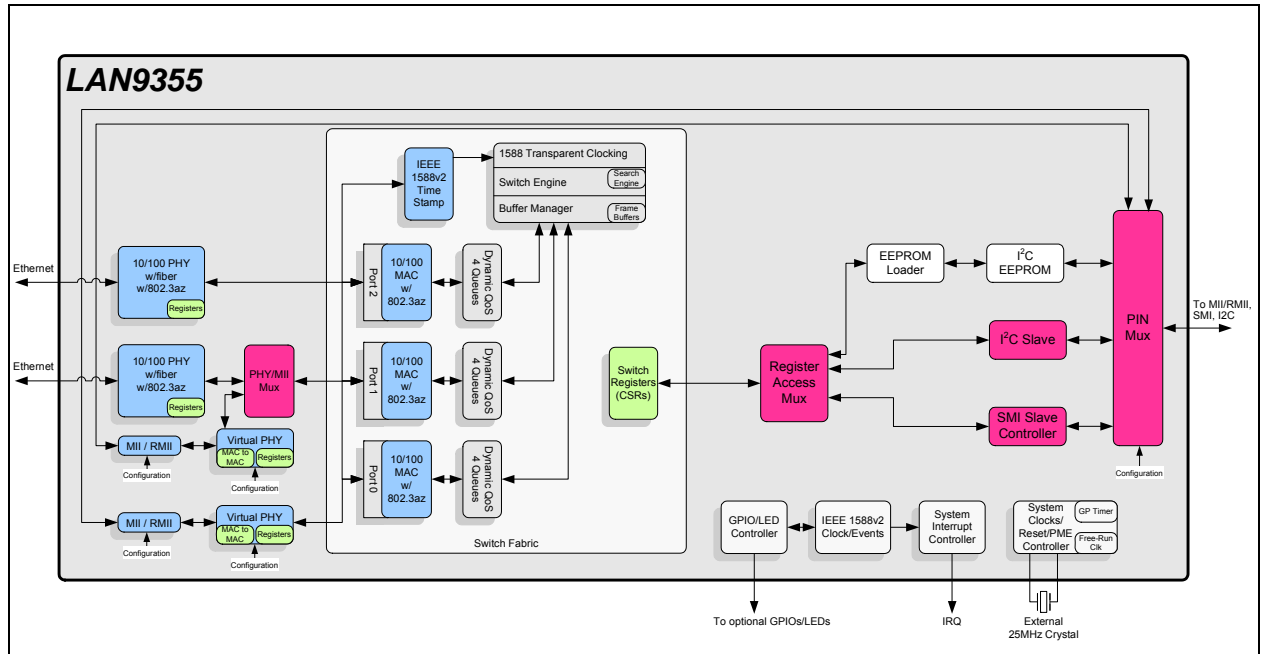 LAN9355
IEEE
1588v2
Time
Stamp
1588 Transparent Clocking
Switch Engine
Search
Engine
Buffer Manager
Frame
Buffers
Ethernet
10/100 PHY
w/fiber
w/802.3az
Registers
Port 2
10/100
MAC
w/
802.3az
Dynamic QoS
4 Queues
EEPROM
Loader
I2C
EEPROM
PIN
Mux
To MII/RMII,
SMI, I2C
Ethernet
10/100 PHY
w/fiber
w/802.3az
Registers
PHY/MII
Mux
Port 1
10/100
MAC
w/
802.3az
Dynamic QoS
4 Queues
Switch
Registers
(CSRs)
Register
Access
Mux
I2C Slave
SMI Slave
Controller
MII / RMII
Configuration
Virtual PHY
MAC to
MAC
Registers
Configuration
Port 0
10/100
MAC
w/
802.3az
Dynamic QoS
4 Queues
Configuration
MII / RMII
Configuration
Virtual PHY
MAC to
MAC
Registers
Configuration
Switch Fabric
GPIO/LED
Controller
IEEE 1588v2
Clock/Events
System
Interrupt
Controller
System
Clocks/
Reset/PME
Controller
GP Timer
Free-Run
Clk
To optional GPIOs/LEDs
IRQ
External
25MHz Crystal